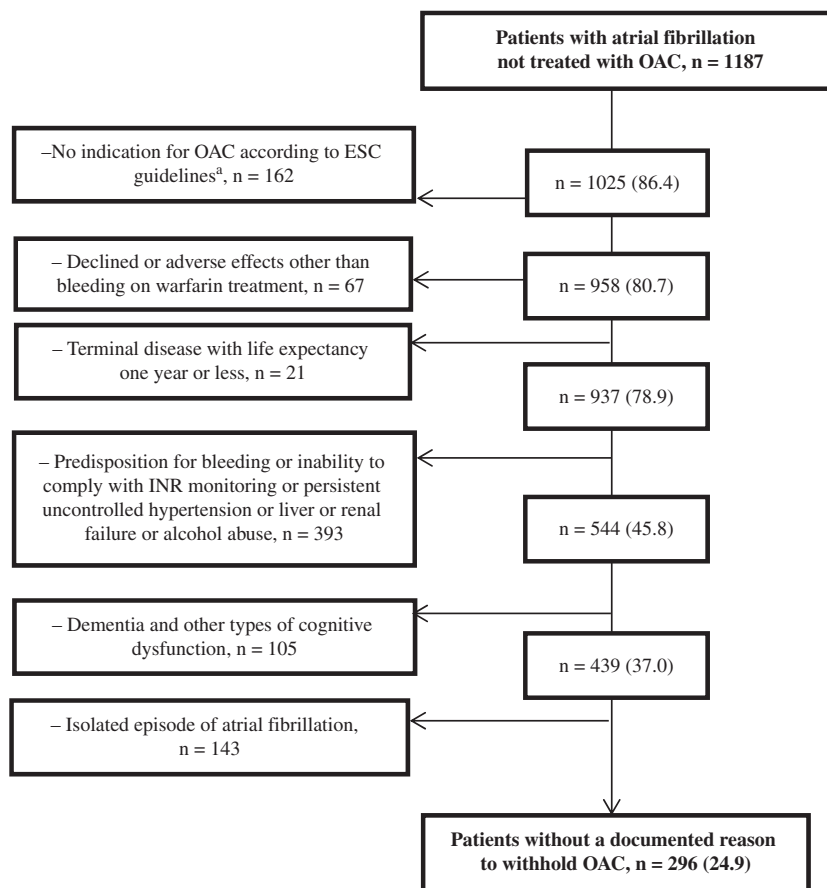 Patients with atrial fibrillation
not treated with OAC, n = 1187
–No indication for OAC according to ESC
guidelinesᵃ, n = 162
n = 1025 (86.4)
– Declined or adverse effects other than
bleeding on warfarin treatment, n = 67
n = 958 (80.7)
– Terminal disease with life expectancy
one year or less, n = 21
n = 937 (78.9)
– Predisposition for bleeding or inability to
comply with INR monitoring or persistent
uncontrolled hypertension or liver or renal
failure or alcohol abuse, n = 393
n = 544 (45.8)
– Dementia and other types of cognitive
dysfunction, n = 105
n = 439 (37.0)
– Isolated episode of atrial fibrillation,
n = 143
Patients without a documented reason
to withhold OAC, n = 296 (24.9)